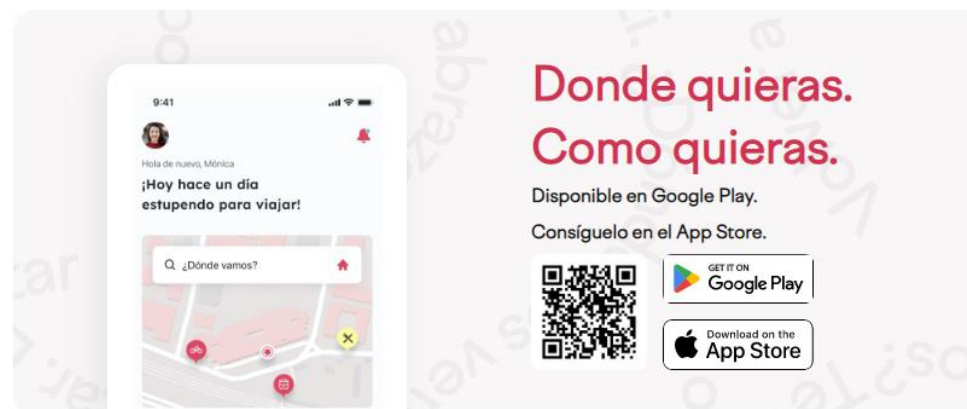 9:41
Hola de nuevo, Mónica
¡Hoy hace un día
estupendo para viajar!
¿Dónde vamos?
Donde quieras.
Como quieras.
Disponible en Google Play.
Consíguelo en el App Store.
GET IT ON
Google Play
Download on the
App Store